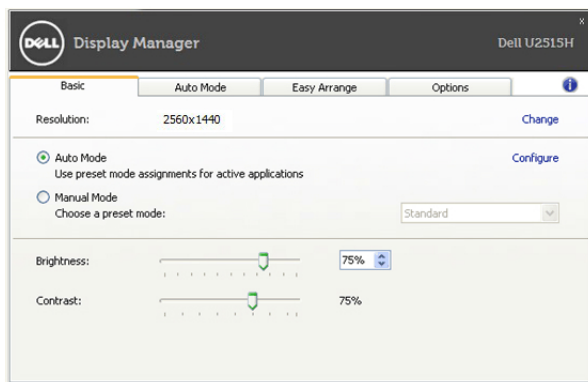 DELL Display Manager Dell U2515H
x
Basic Auto Mode Easy Arrange Options i
Resolution: 2560x1440 Change
Auto Mode Configure
Use preset mode assignments for active applications
Manual Mode
Choose a preset mode: Standard
Brightness: 75%
Contrast: 75%